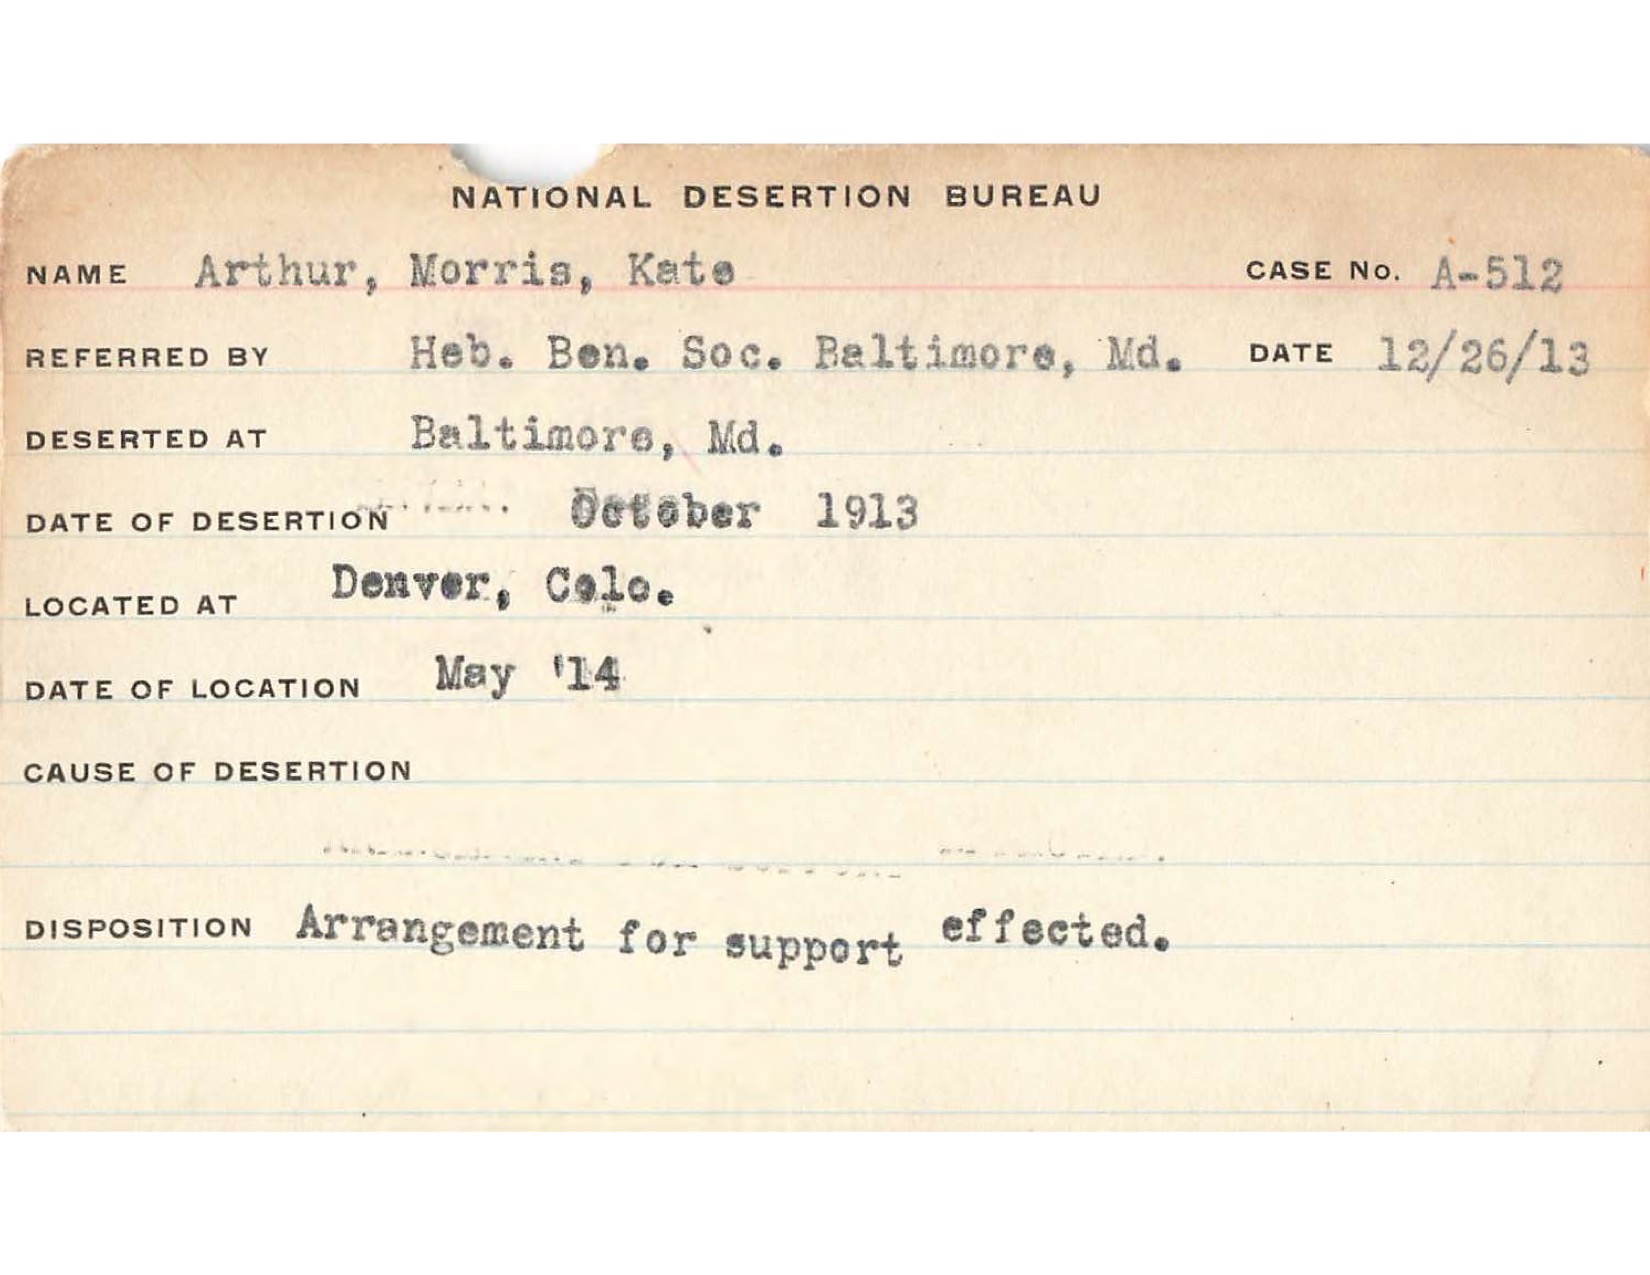 NATIONAL DESERTION BUREAU
NAME Arthur, Morris, Kate CASE No. A-512
REFERRED BY Heb. Ben. Soc. Baltimore, Md. DATE 12/26/13
DESERTED AT Baltimore, Md.
DATE OF DESERTION October 1913
LOCATED AT Denver, Colo.
DATE OF LOCATION May '14
CAUSE OF DESERTION
DISPOSITION Arrangement for support effected.